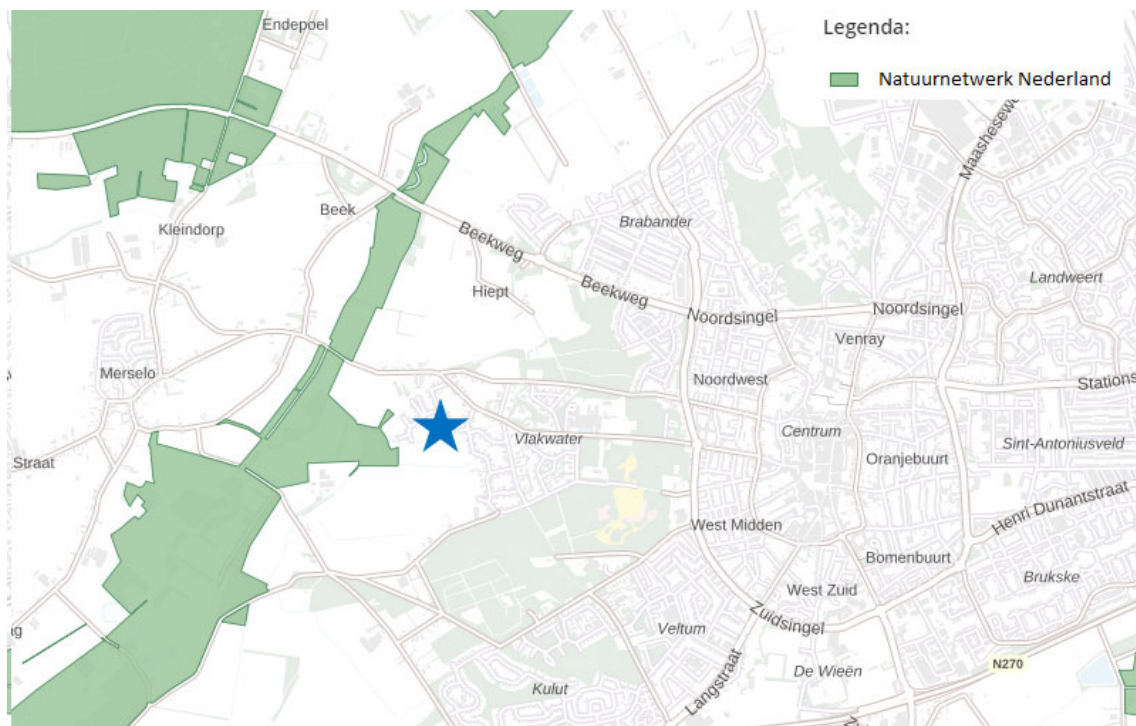 Endepoel
Legenda:
Natuurnetwerk Nederland
Maashesewe
Kleindorp
Beek
Beekweg
Brabander
Hiept
Beekweg
Landweert
Noordsingel
Noordsingel
Venray
Merselo
Noordwest
Stations
Straat
Vlakwater
Centrum
Oranjebuurt
Sint-Antoniusveld
Henri Dunantstraat
West Midden
Bomenbuurt
Brukske
West Zuid
Zuidsingel
Veltum
ag
De Wieën
N270
Kulut
Langstraat